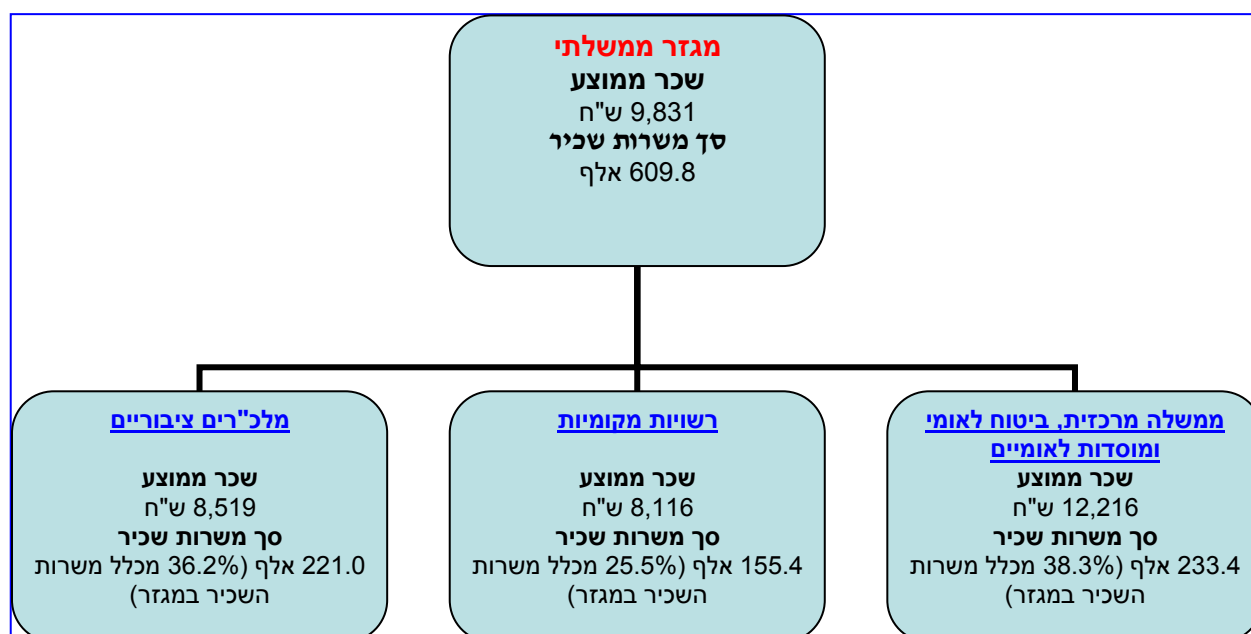 מגזר ממשלתי
שכר ממוצע
9,831 ש"ח
סך משרות שכיר
609.8 אלף
ממשלה מרכזית, ביטוח לאומי
ומוסדות לאומיים
שכר ממוצע
12,216 ש"ח
סך משרות שכיר
233.4 אלף (38.3% מכלל משרות
השכיר במגזר)
רשויות מקומיות
שכר ממוצע
8,116 ש"ח
סך משרות שכיר
155.4 אלף (25.5% מכלל משרות
השכיר במגזר)
מלכ"רים ציבוריים
שכר ממוצע
8,519 ש"ח
סך משרות שכיר
221.0 אלף (36.2% מכלל משרות
השכיר במגזר)